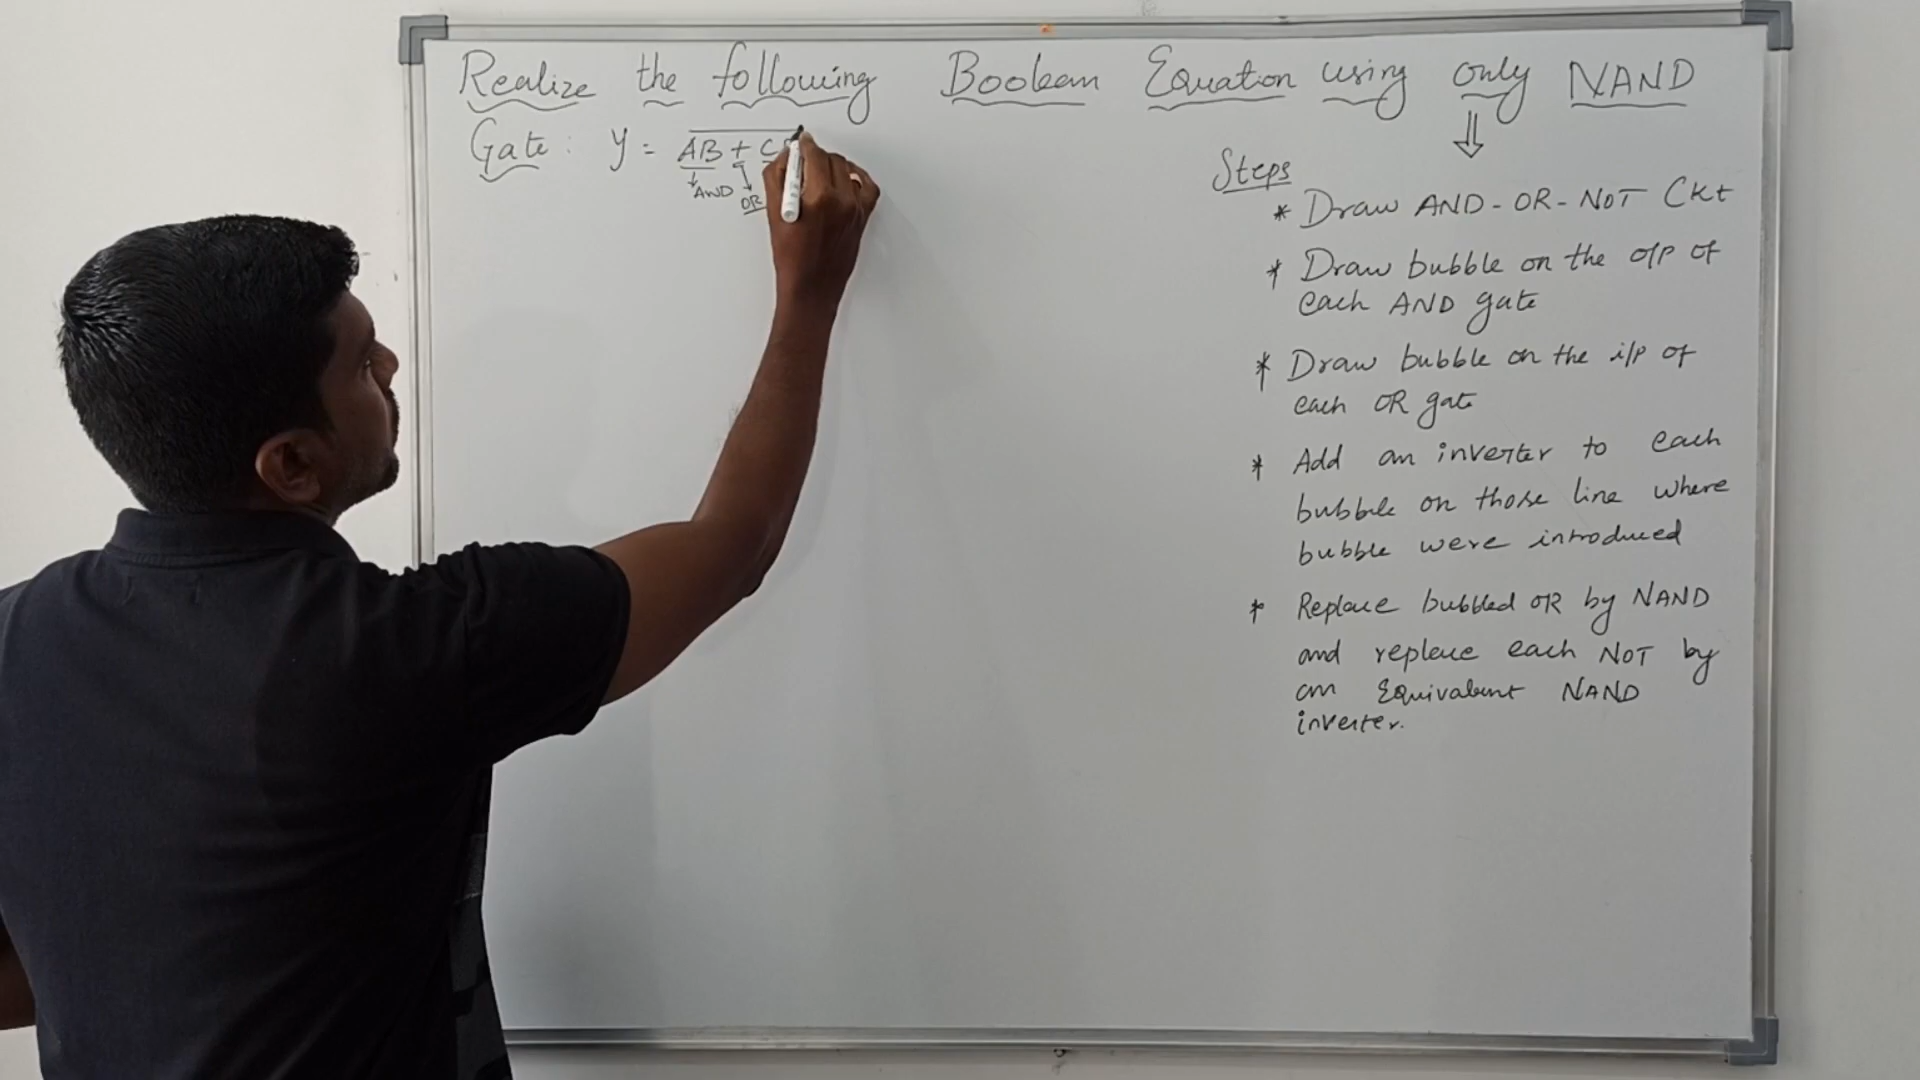 Realize the following Boolean Equation using only NAND
Gate : y = AB + C
AND
OR
Steps
* Draw AND - OR - NOT Ckt
* Draw bubble on the o/p of
each AND gate
* Draw bubble on the i/p of
each OR gate
* Add an inverter to each
bubble on those line where
bubble were introduced
* Replace bubbled OR by NAND
and replace each NOT by
an Equivalent NAND
inverter.